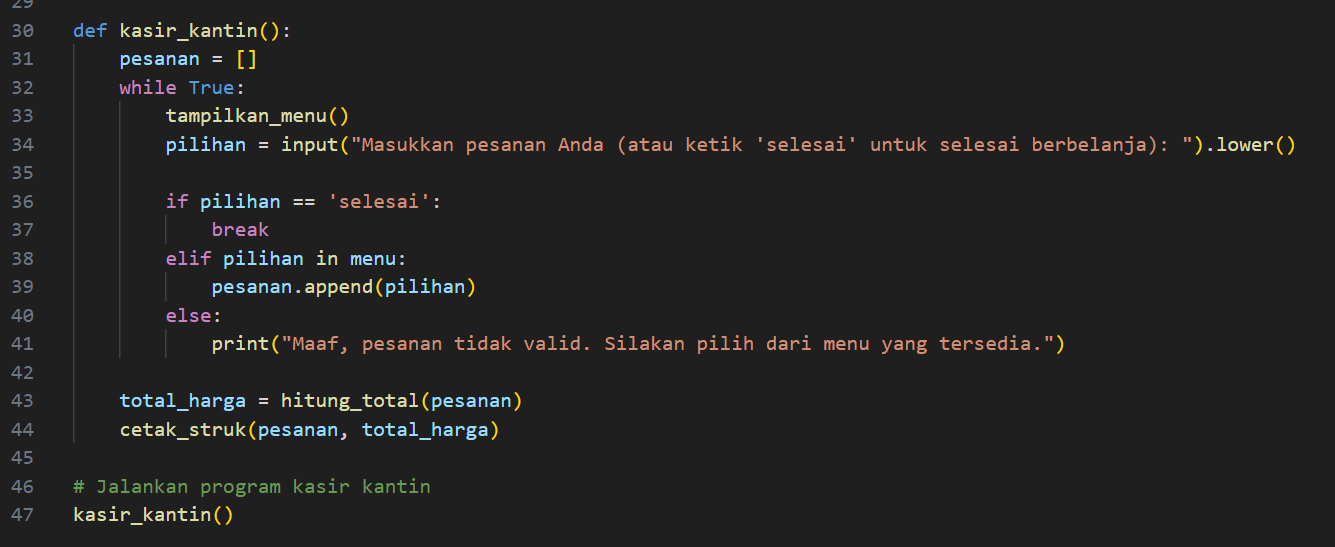 29
30 def kasir_kantin():
31     pesanan = []
32     while True:
33         tampilkan_menu()
34         pilihan = input("Masukkan pesanan Anda (atau ketik 'selesai' untuk selesai berbelanja): ").lower()
35
36         if pilihan == 'selesai':
37             break
38         elif pilihan in menu:
39             pesanan.append(pilihan)
40         else:
41             print("Maaf, pesanan tidak valid. Silakan pilih dari menu yang tersedia.")
42
43     total_harga = hitung_total(pesanan)
44     cetak_struk(pesanan, total_harga)
45
46 # Jalankan program kasir kantin
47 kasir_kantin()